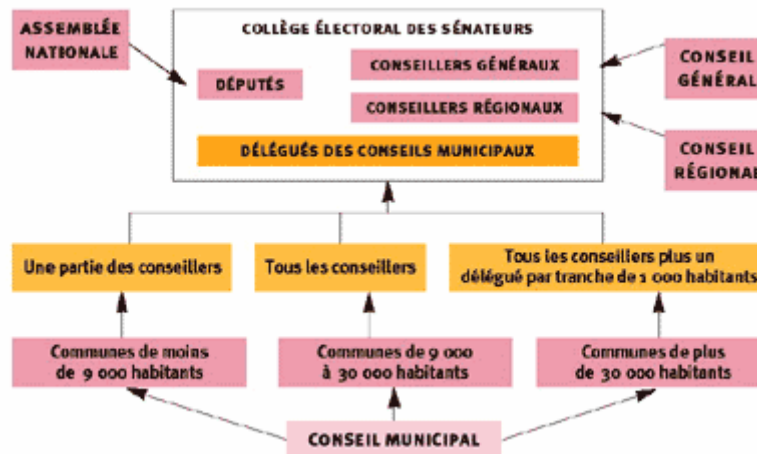 ASSEMBLÉE
NATIONALE
COLLÈGE ÉLECTORAL DES SÉNATEURS
DÉPUTÉS
CONSEILLERS GÉNÉRAUX
CONSEILLERS RÉGIONAUX
DÉLÉGUÉS DES CONSEILS MUNICIPAUX
CONSEIL
GÉNÉRAL
CONSEIL
RÉGIONAL
Une partie des conseillers
Tous les conseillers
Tous les conseillers plus un
délégué par tranche de 1 000 habitants
Communes de moins
de 9 000 habitants
Communes de 9 000
à 30 000 habitants
Communes de plus
de 30 000 habitants
CONSEIL MUNICIPAL